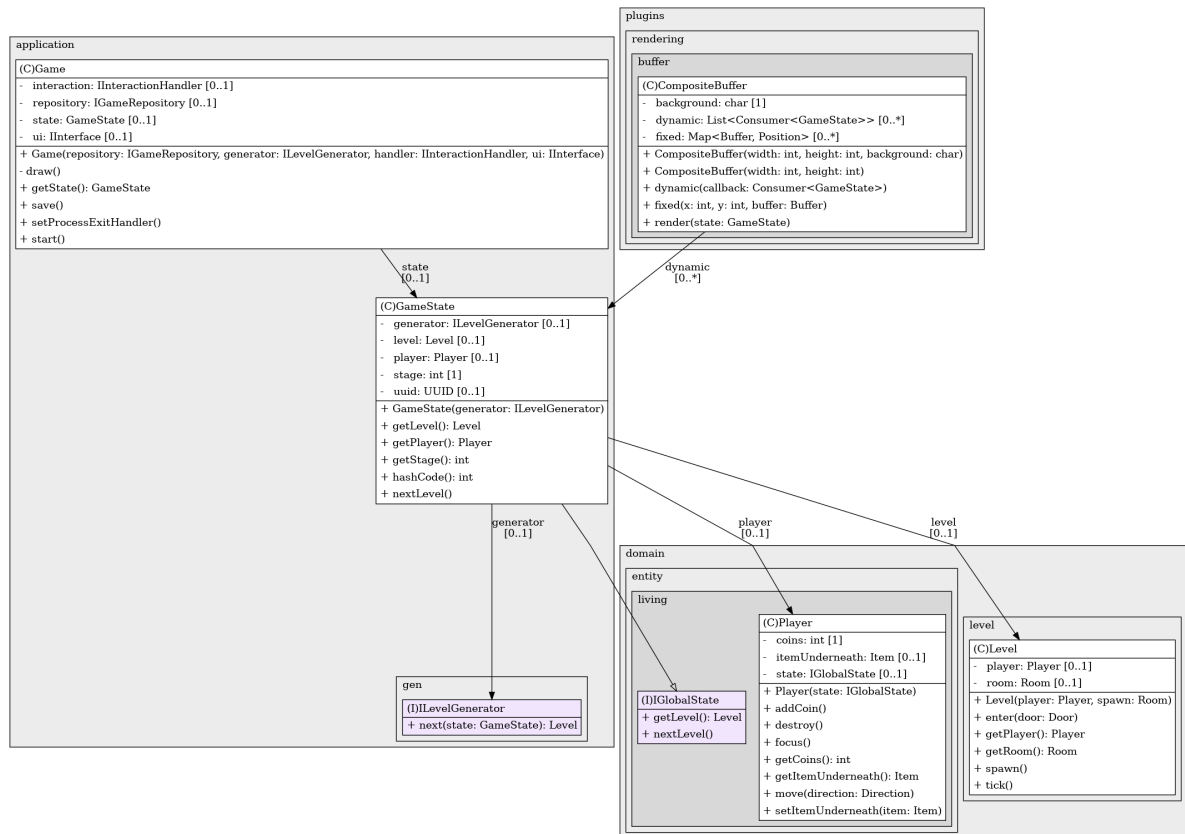 application
(C)Game
- interaction: IInteractionHandler [0..1]
- repository: IGameRepository [0..1]
- state: GameState [0..1]
- ui: IInterface [0..1]
+ Game(repository: IGameRepository, generator: ILevelGenerator, handler: IInteractionHandler, ui: IInterface)
- draw()
+ getState(): GameState
+ save()
+ setProcessExitHandler()
+ start()
plugins
rendering
buffer
(C)CompositeBuffer
- background: char [1]
- dynamic: List<Consumer<GameState>> [0..*]
- fixed: Map<Buffer, Position> [0..*]
+ CompositeBuffer(width: int, height: int, background: char)
+ CompositeBuffer(width: int, height: int)
+ dynamic(callback: Consumer<GameState>)
+ fixed(x: int, y: int, buffer: Buffer)
+ render(state: GameState)
state
[0..1]
dynamic
[0..*]
(C)GameState
- generator: ILevelGenerator [0..1]
- level: Level [0..1]
- player: Player [0..1]
- stage: int [1]
- uuid: UUID [0..1]
+ GameState(generator: ILevelGenerator)
+ getLevel(): Level
+ getPlayer(): Player
+ getStage(): int
+ hashCode(): int
+ nextLevel()
generator
[0..1]
player
[0..1]
level
[0..1]
gen
(I)ILevelGenerator
+ next(state: GameState): Level
domain
entity
living
(I)IGlobalState
+ getLevel(): Level
+ nextLevel()
(C)Player
- coins: int [1]
- itemUnderneath: Item [0..1]
- state: IGlobalState [0..1]
+ Player(state: IGlobalState)
+ addCoin()
+ destroy()
+ focus()
+ getCoins(): int
+ getItemUnderneath(): Item
+ move(direction: Direction)
+ setItemUnderneath(item: Item)
level
(C)Level
- player: Player [0..1]
- room: Room [0..1]
+ Level(player: Player, spawn: Room)
+ enter(door: Door)
+ getPlayer(): Player
+ getRoom(): Room
+ spawn()
+ tick()